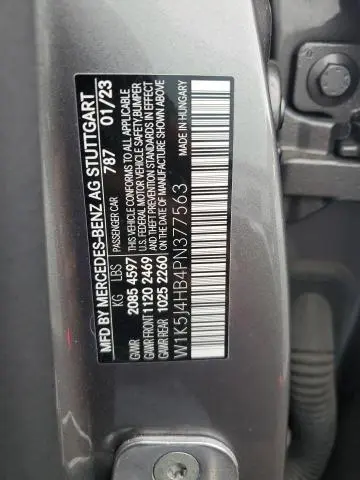 MFD BY MERCEDES-BENZ AG STUTTGART
PASSENGER CAR 787 01/23
KG LBS THIS VEHICLE CONFORMS TO ALL APPLICABLE
GVWR 2085 4597 U.S. FEDERAL MOTOR VEHICLE SAFETY, BUMPER
GAWR FRONT 1120 2469 AND THEFT PREVENTION STANDARDS IN EFFECT
GAWR REAR 1025 2260 ON THE DATE OF MANUFACTURE SHOWN ABOVE
MADE IN HUNGARY
W1K5J4HB4PN377563